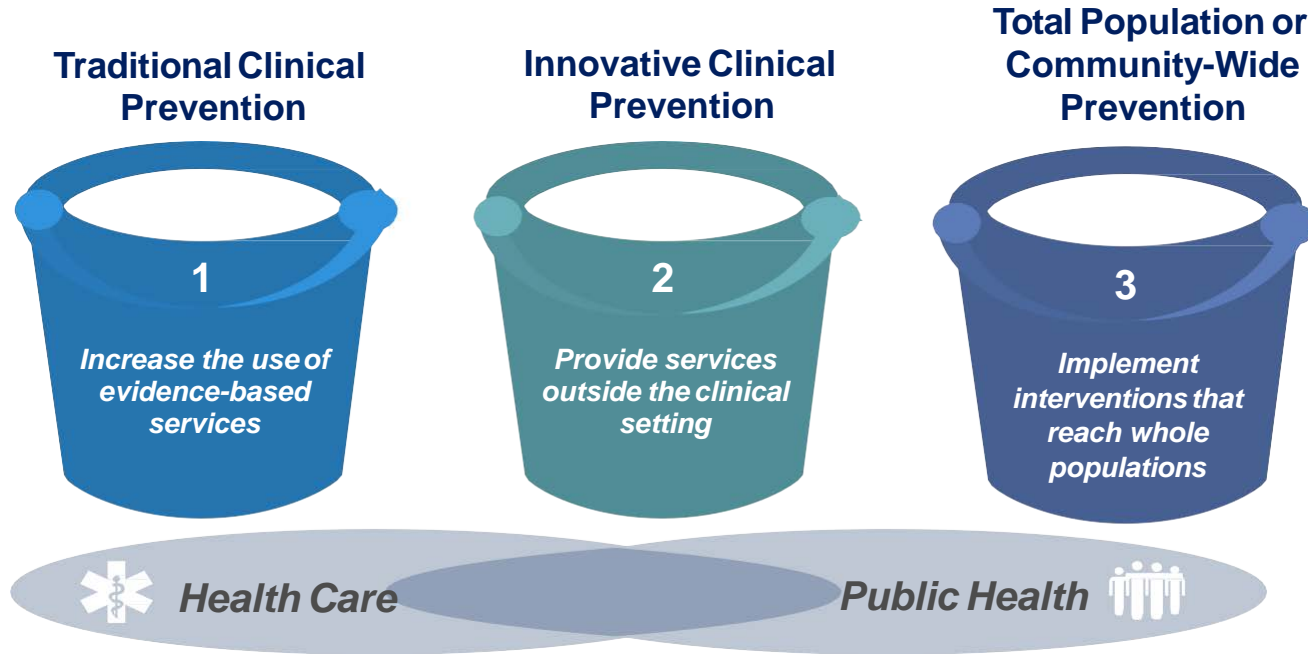 Traditional Clinical
Prevention
Innovative Clinical
Prevention
Total Population or
Community-Wide
Prevention
1
Increase the use of
evidence-based
services
2
Provide services
outside the clinical
setting
3
Implement
interventions that
reach whole
populations
Health Care
Public Health